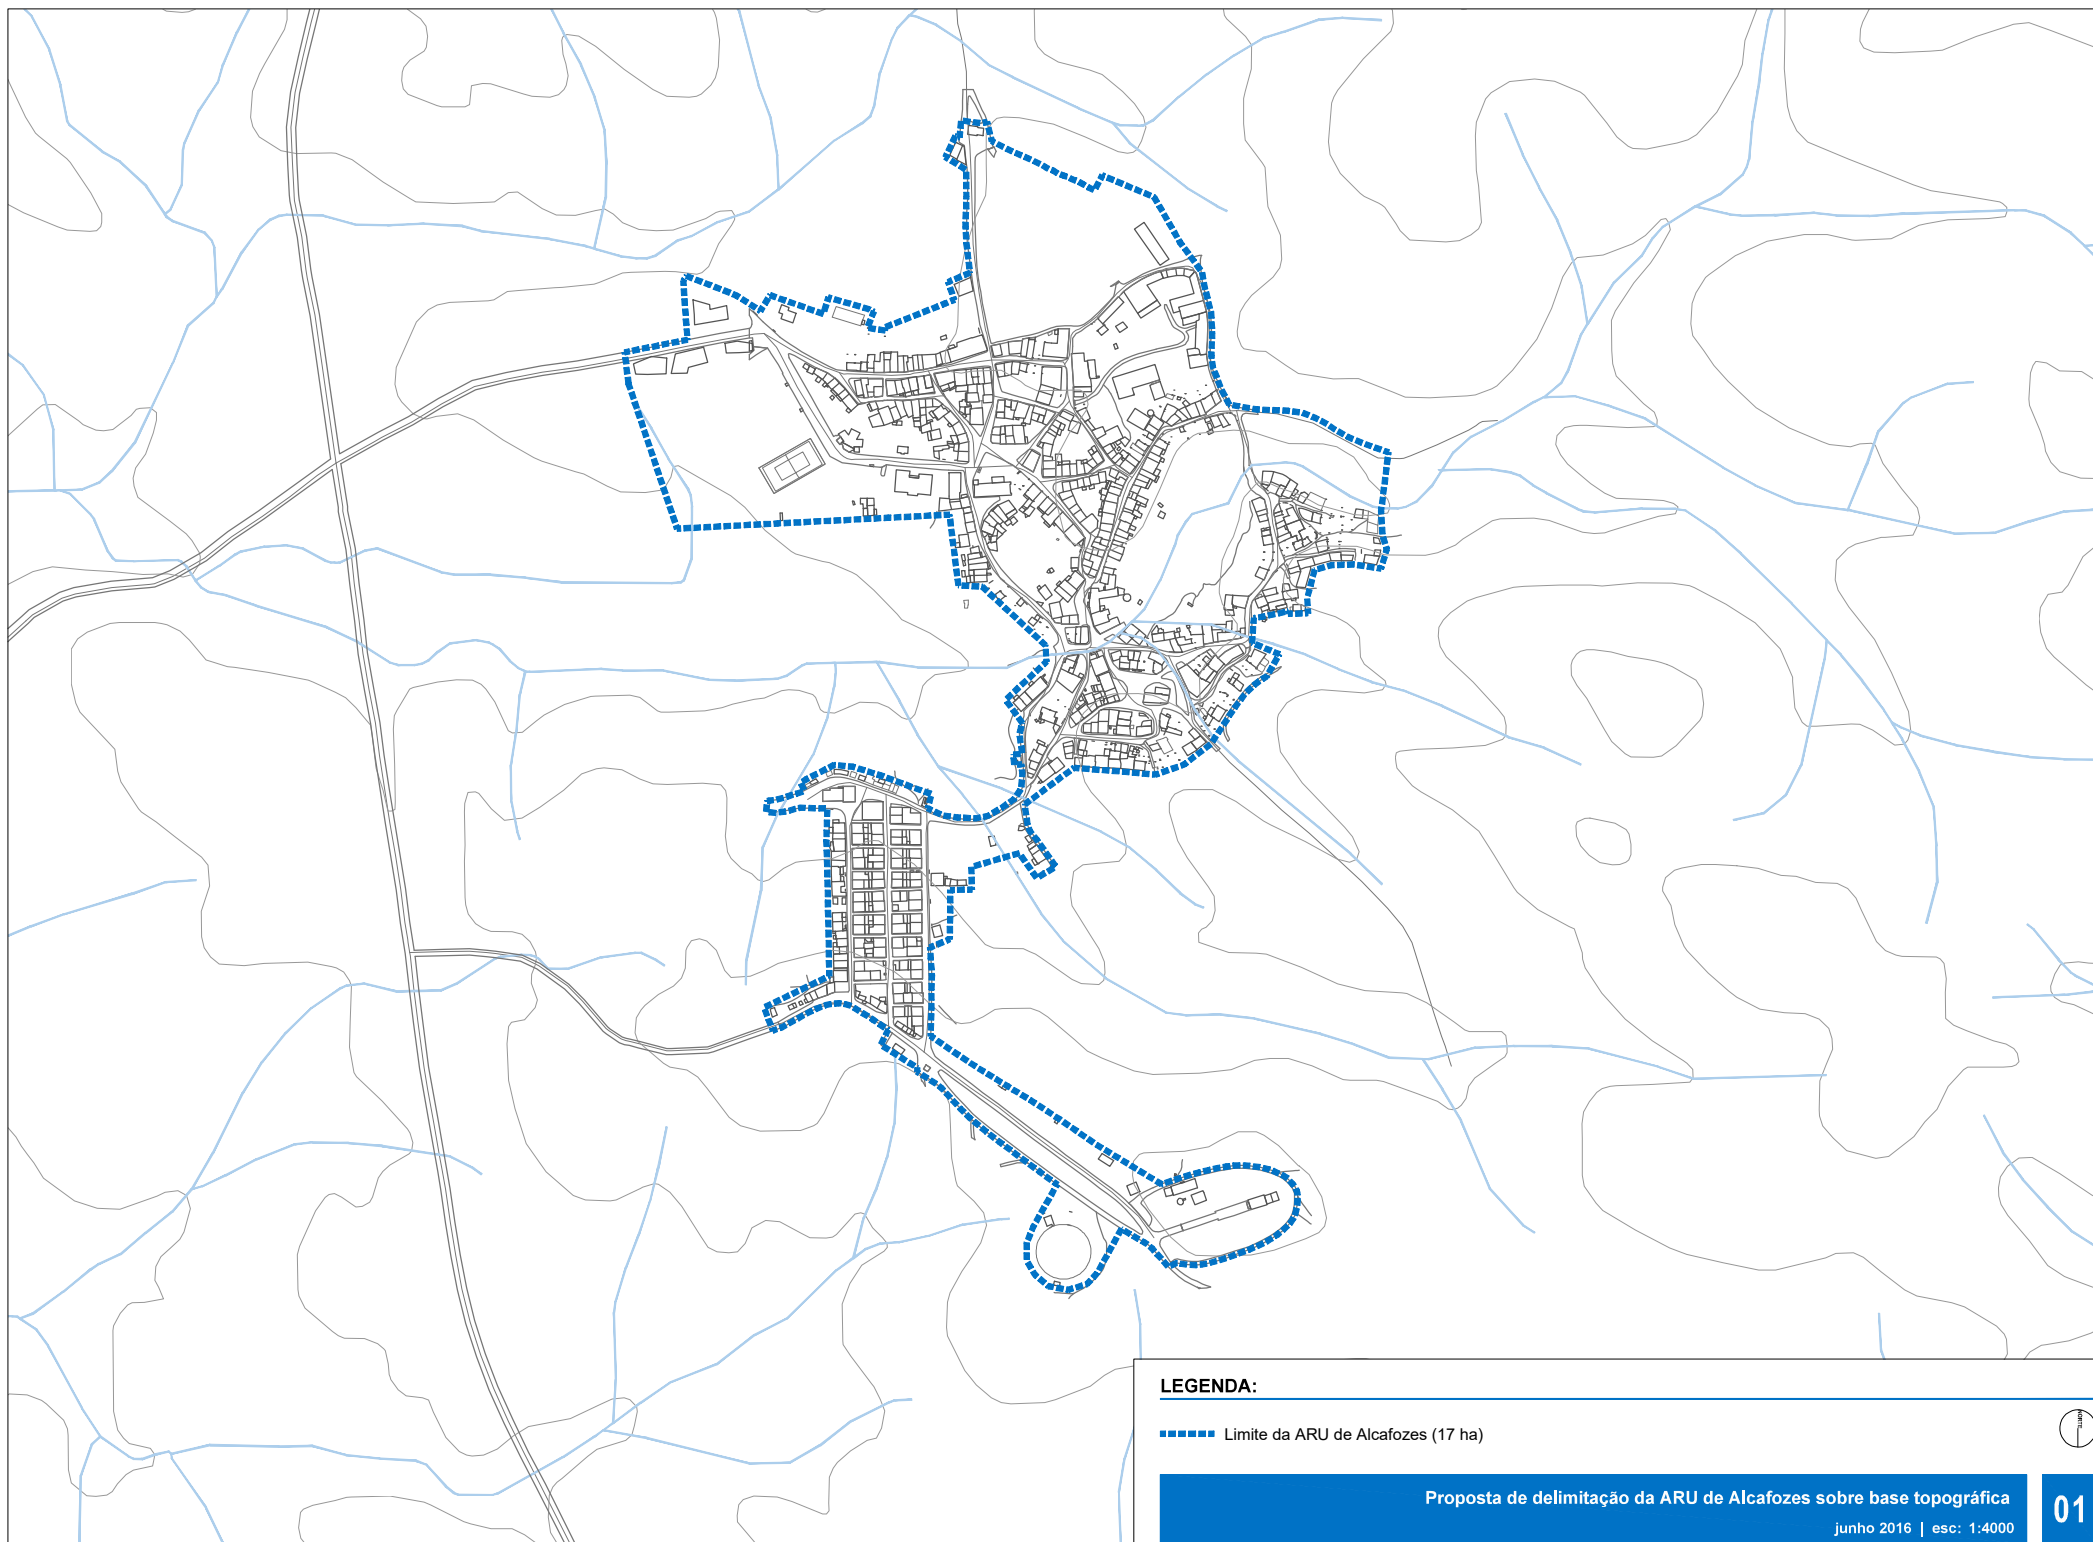 LEGENDA:
Limite da ARU de Alcafozes (17 ha)
NORTE
Proposta de delimitação da ARU de Alcafozes sobre base topográfica
junho 2016 | esc: 1:4000
01